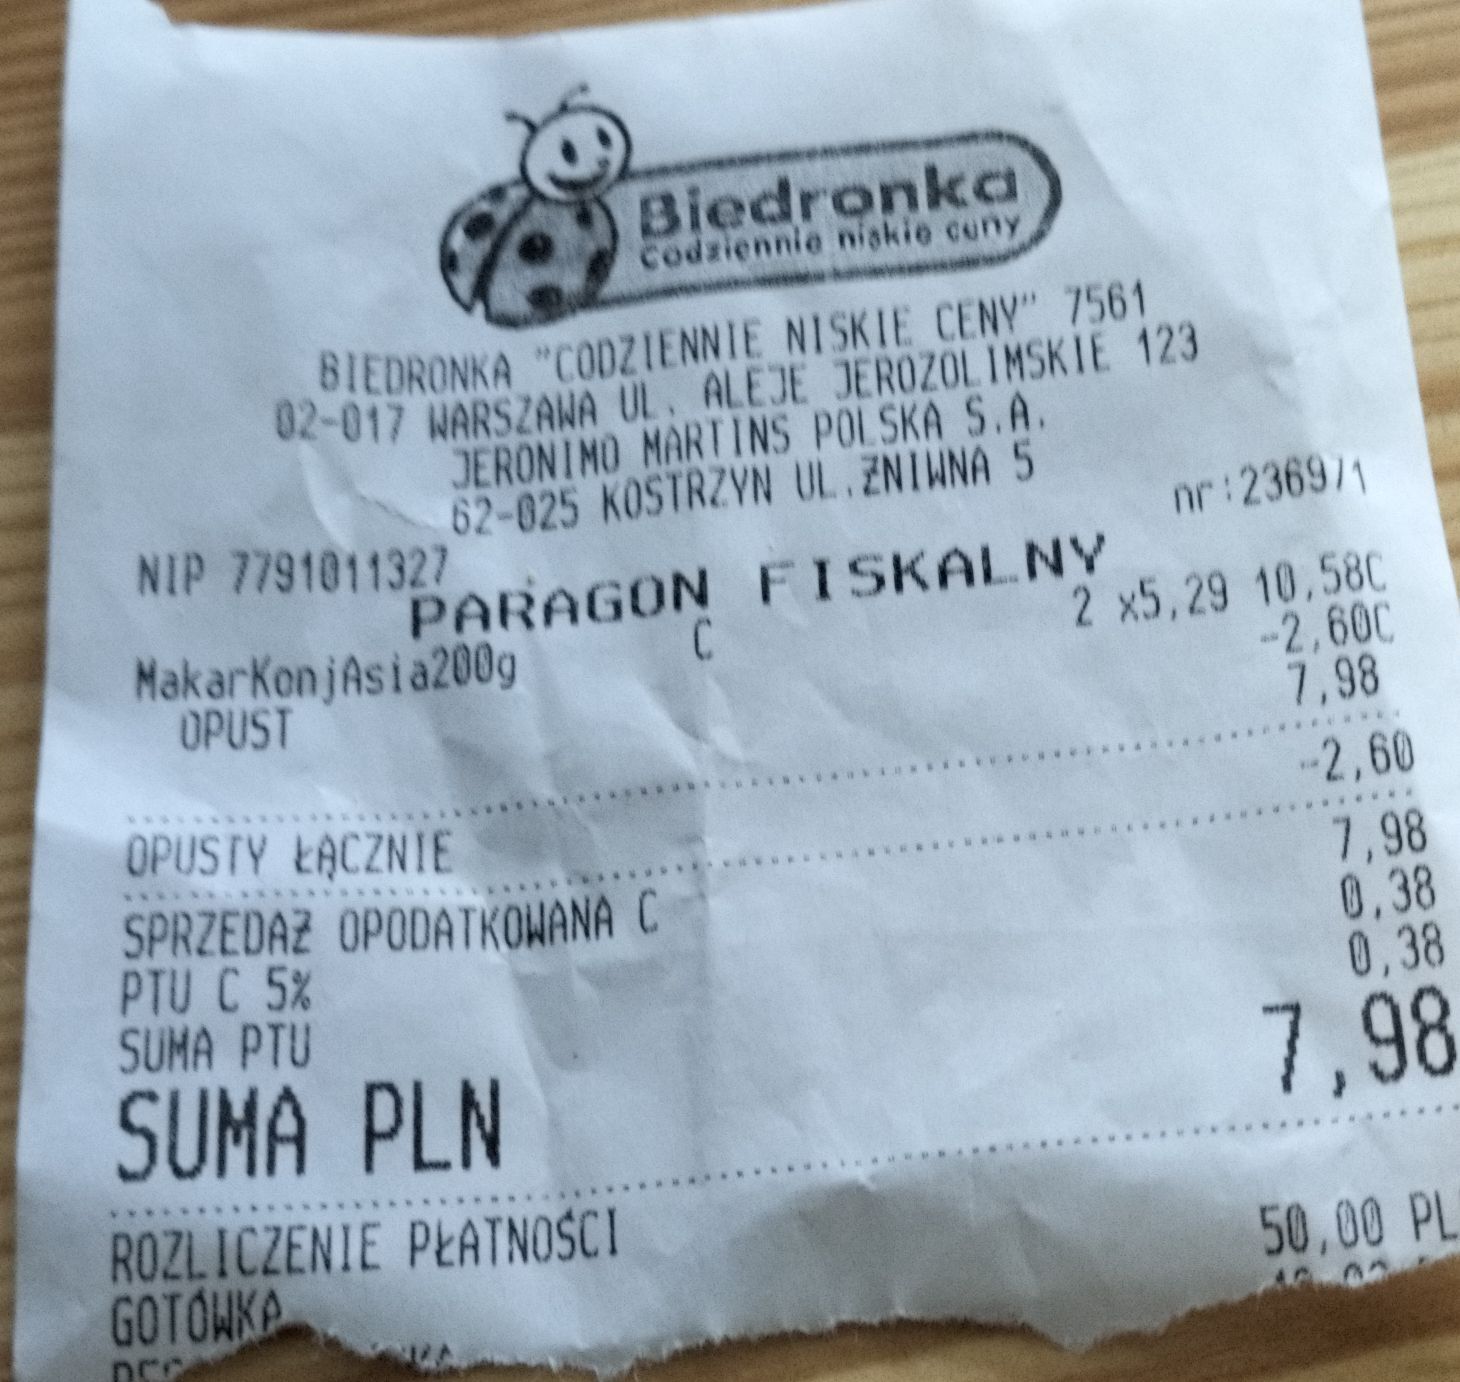 Biedronka
Codziennie niskie ceny
BIEDRONKA "CODZIENNIE NISKIE CENY" 7561
02-017 WARSZAWA UL. ALEJE JEROZOLIMSKIE 123
JERONIMO MARTINS POLSKA S.A.
62-025 KOSTRZYN UL.ŻNIWNA 5
NIP 7791011327 nr:236971
PARAGON FISKALNY
MakarKonjAsia200g C 2 x5,29 10,58C
OPUST -2,60C
7,98
OPUSTY ŁĄCZNIE -2,60
SPRZEDAŻ OPODATKOWANA C 7,98
PTU C 5% 0,38
SUMA PTU 0,38
SUMA PLN 7,98
ROZLICZENIE PŁATNOŚCI
GOTÓWKA 50,00 PL